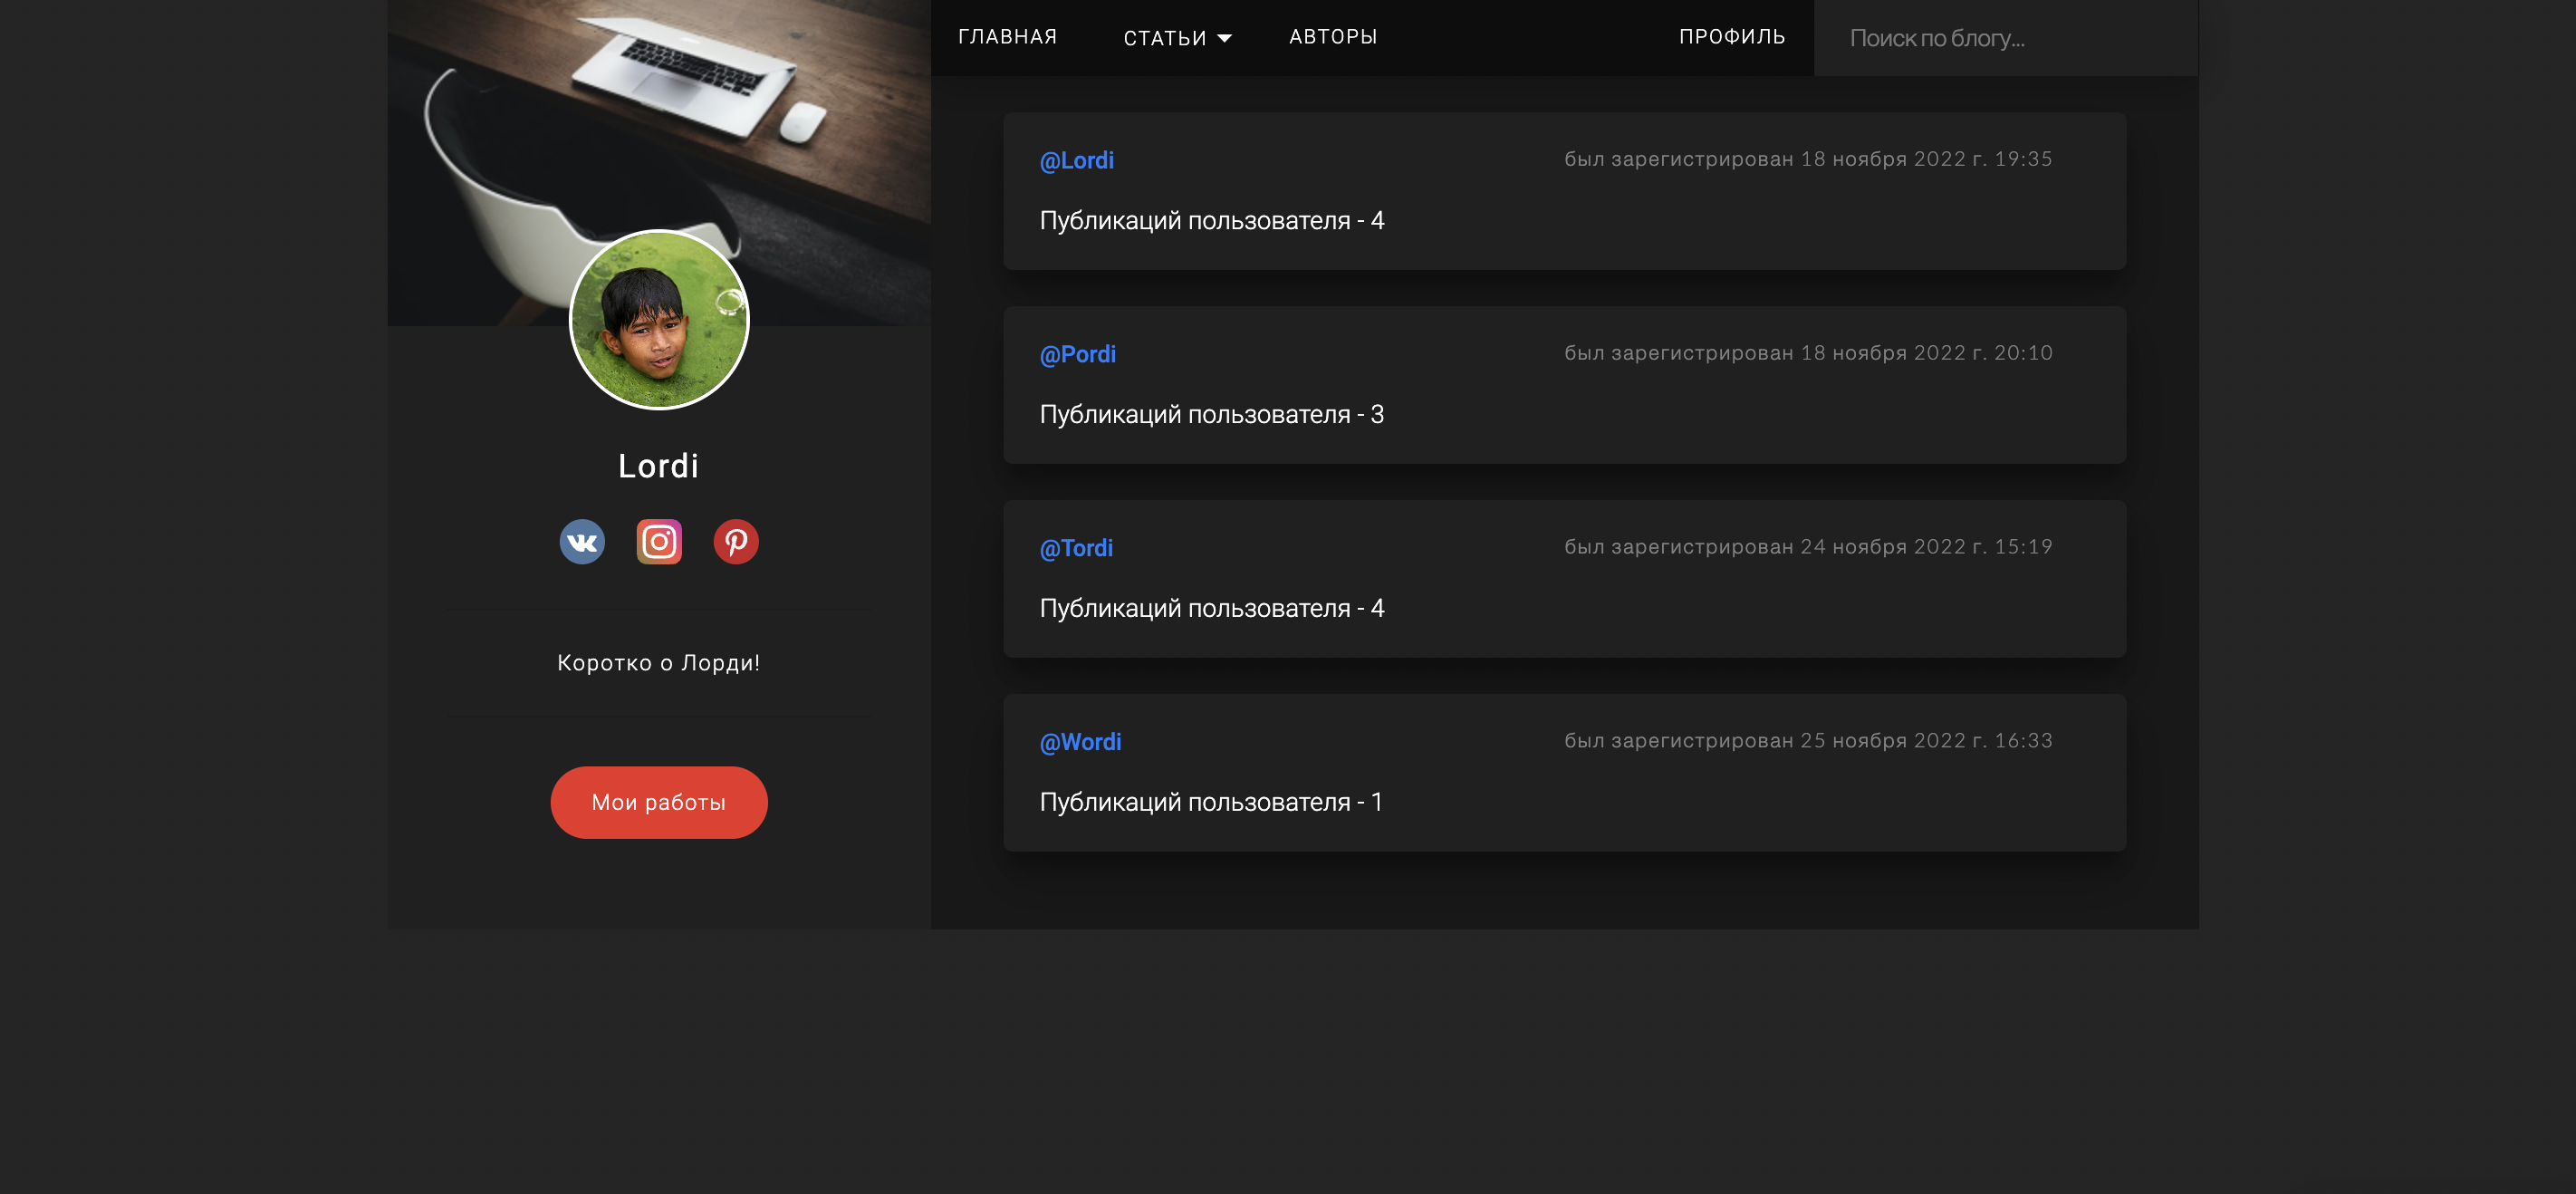 ГЛАВНАЯ
СТАТЬИ
АВТОРЫ
ПРОФИЛЬ
Поиск по блогу...
Lordi
Коротко о Лорди!
Мои работы
@Lordi
был зарегистрирован 18 ноября 2022 г. 19:35
Публикаций пользователя - 4
@Pordi
был зарегистрирован 18 ноября 2022 г. 20:10
Публикаций пользователя - 3
@Tordi
был зарегистрирован 24 ноября 2022 г. 15:19
Публикаций пользователя - 4
@Wordi
был зарегистрирован 25 ноября 2022 г. 16:33
Публикаций пользователя - 1